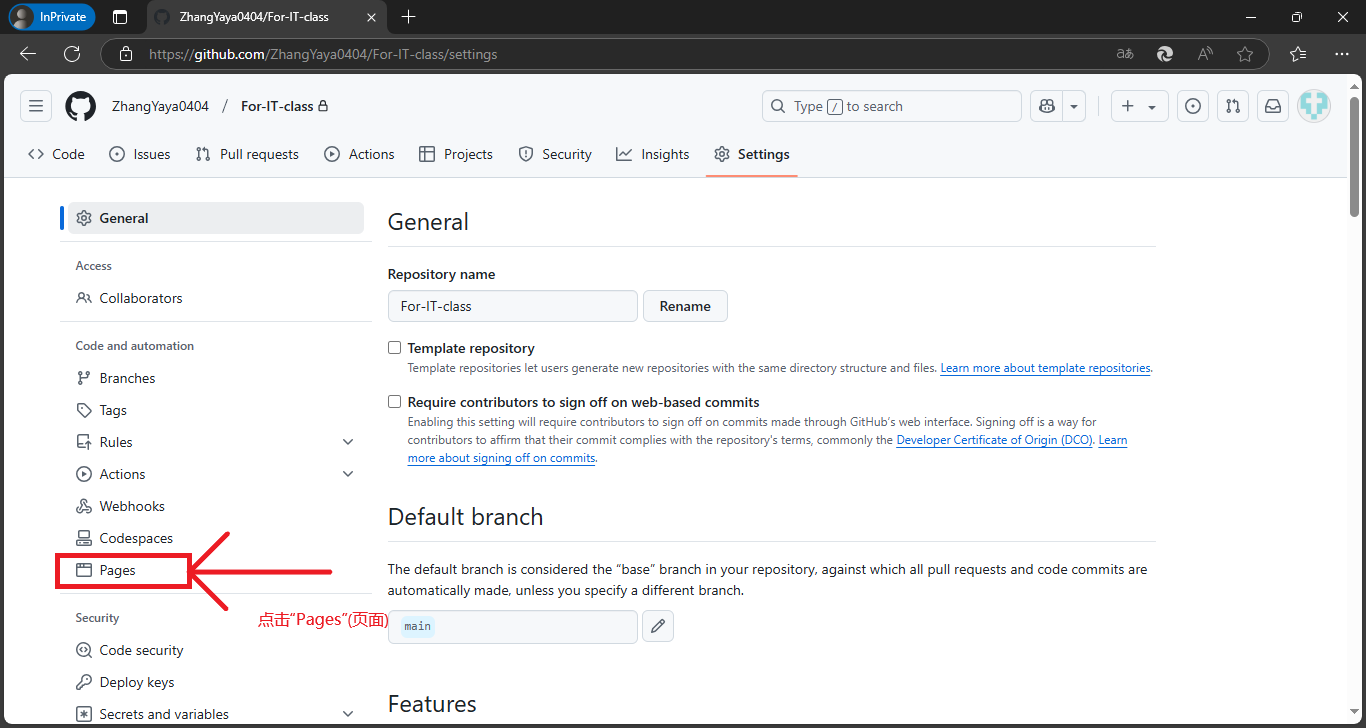 InPrivate
ZhangYaya0404/For-IT-class
https://github.com/ZhangYaya0404/For-IT-class/settings
ZhangYaya0404 / For-IT-class
Type / to search
Code
Issues
Pull requests
Actions
Projects
Security
Insights
Settings
General
Access
Collaborators
Code and automation
Branches
Tags
Rules
Actions
Webhooks
Codespaces
Pages
点击“Pages”(页面)
Security
Code security
Deploy keys
Secrets and variables
General
Repository name
For-IT-class
Rename
Template repository
Template repositories let users generate new repositories with the same directory structure and files. Learn more about template repositories.
Require contributors to sign off on web-based commits
Enabling this setting will require contributors to sign off on commits made through GitHub's web interface. Signing off is a way for
contributors to affirm that their commit complies with the repository's terms, commonly the Developer Certificate of Origin (DCO). Learn
more about signing off on commits.
Default branch
The default branch is considered the “base” branch in your repository, against which all pull requests and code commits are
automatically made, unless you specify a different branch.
main
Features